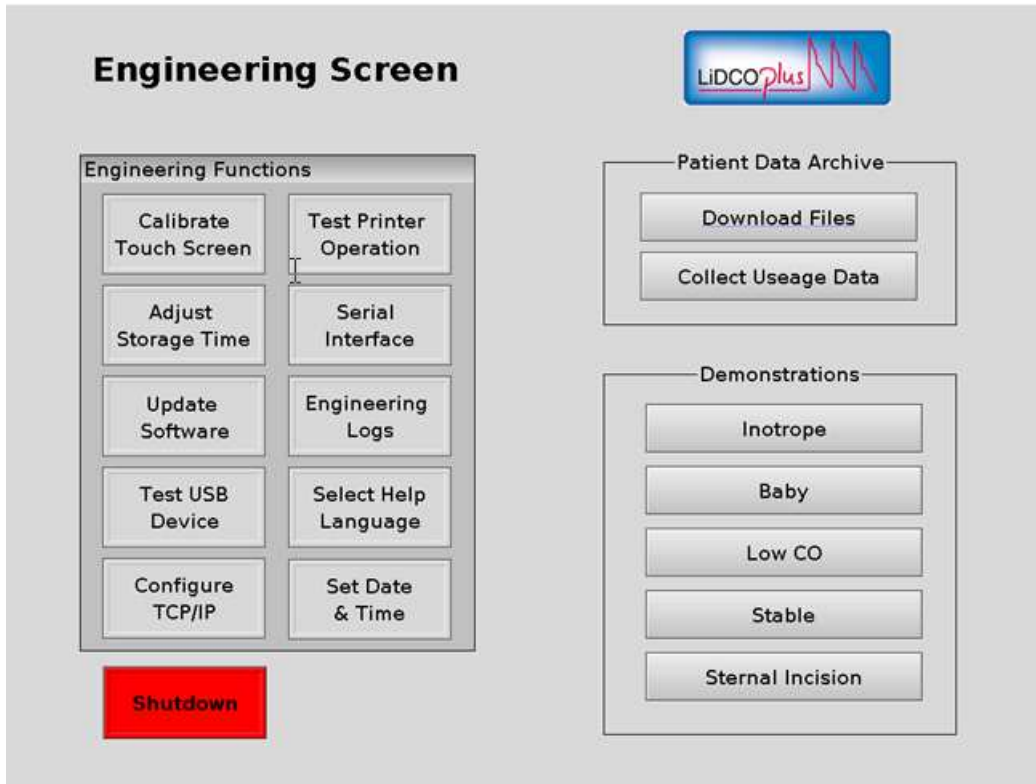 Engineering Screen
LiDCOplus
Engineering Functions
Calibrate
Touch Screen
Test Printer
Operation
Adjust
Storage Time
Serial
Interface
Update
Software
Engineering
Logs
Test USB
Device
Select Help
Language
Configure
TCP/IP
Set Date
& Time
Shutdown
Patient Data Archive
Download Files
Collect Useage Data
Demonstrations
Inotrope
Baby
Low CO
Stable
Sternal Incision